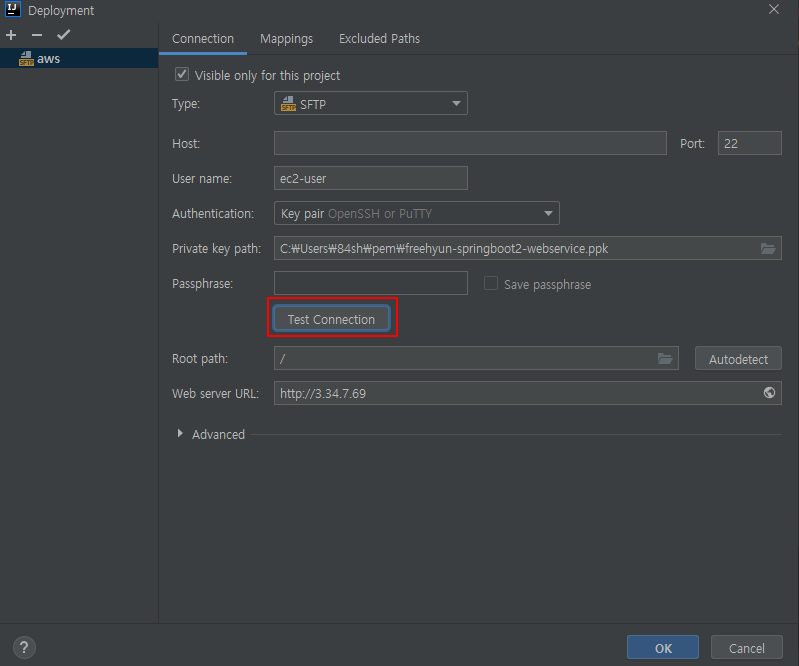 IJ Deployment
SFTP aws
Connection Mappings Excluded Paths
Visible only for this project
Type: SFTP SFTP
Host: Port: 22
User name: ec2-user
Authentication: Key pair OpenSSH or PuTTY
Private key path: C:₩Users₩84sh₩pem₩freehyun-springboot2-webservice.ppk
Passphrase: Save passphrase
Test Connection
Root path: / Autodetect
Web server URL: http://3.34.7.69
Advanced
? OK Cancel